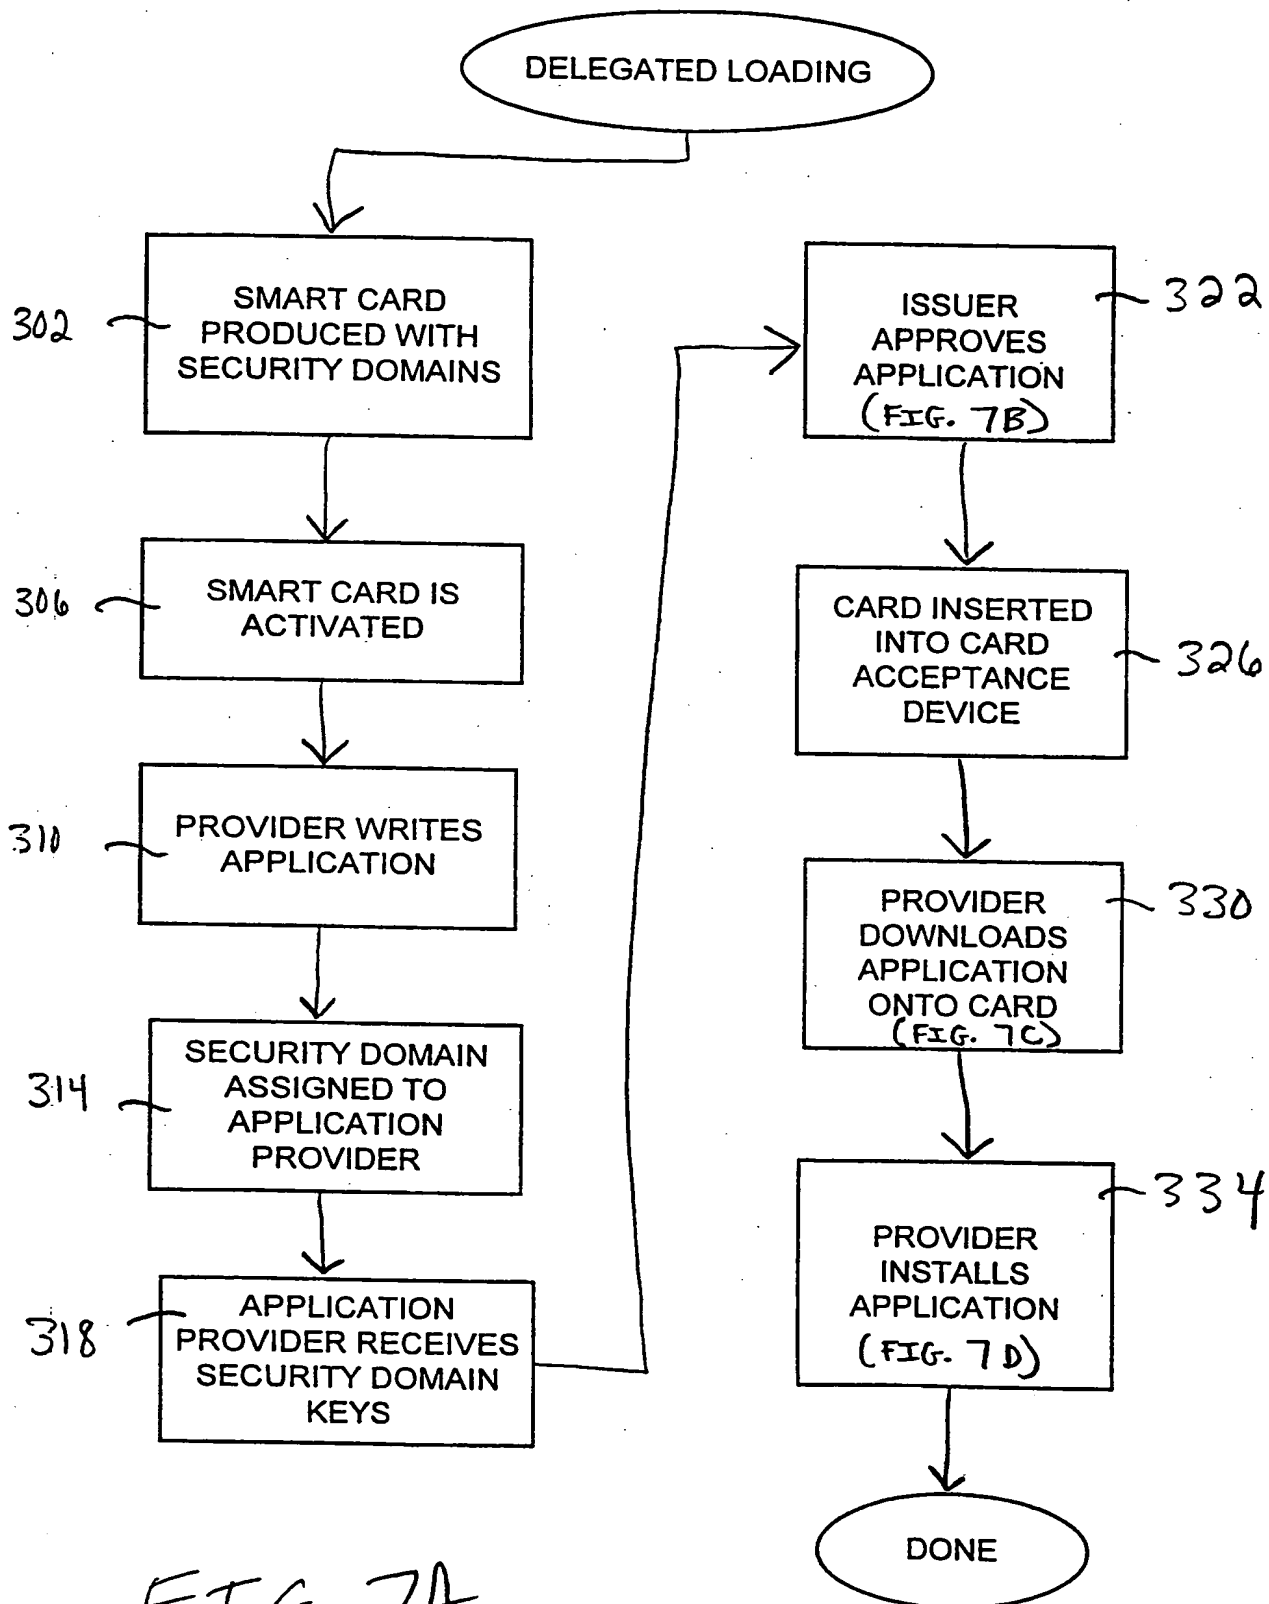 DELEGATED LOADING
302
SMART CARD
PRODUCED WITH
SECURITY DOMAINS
306
SMART CARD IS
ACTIVATED
310
PROVIDER WRITES
APPLICATION
314
SECURITY DOMAIN
ASSIGNED TO
APPLICATION
PROVIDER
318
APPLICATION
PROVIDER RECEIVES
SECURITY DOMAIN
KEYS
322
ISSUER
APPROVES
APPLICATION
(FIG. 7B)
326
CARD INSERTED
INTO CARD
ACCEPTANCE
DEVICE
330
PROVIDER
DOWNLOADS
APPLICATION
ONTO CARD
(FIG. 7C)
334
PROVIDER
INSTALLS
APPLICATION
(FIG. 7D)
DONE
FIG. 7A